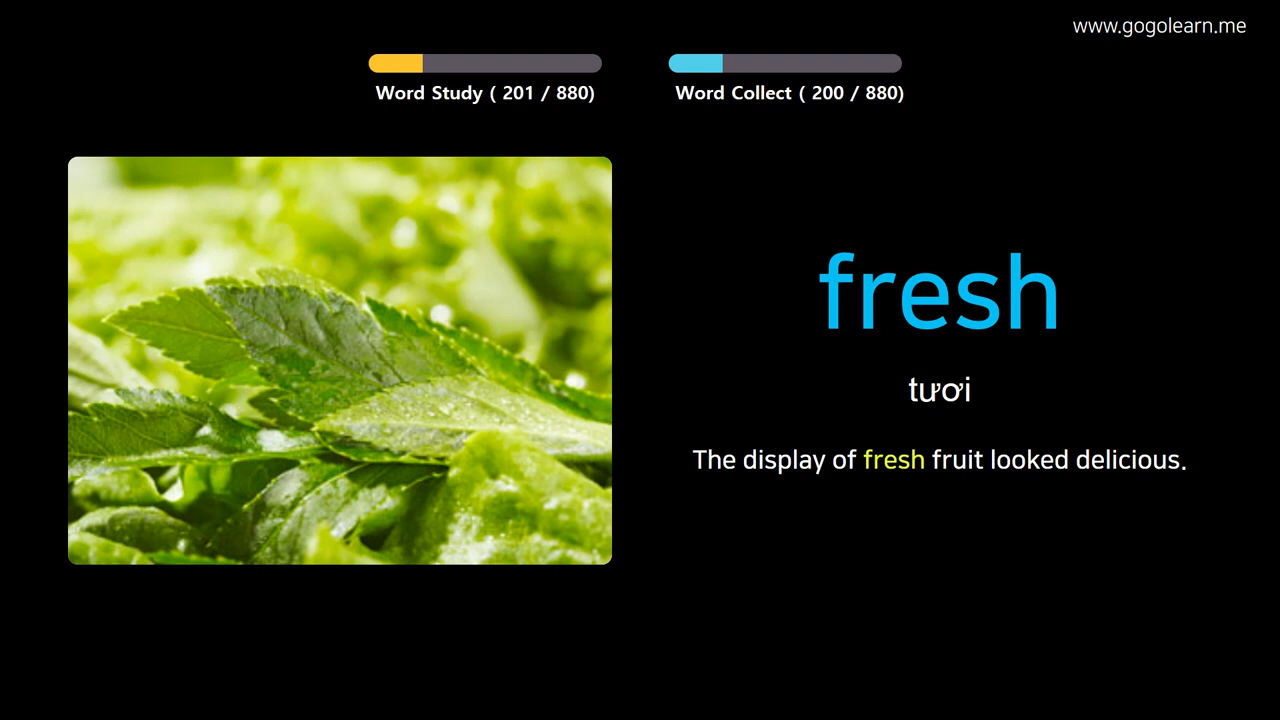 www.gogolearn.me
Word Study ( 201 / 880)
Word Collect ( 200 / 880)
fresh
tươi
The display of fresh fruit looked delicious.